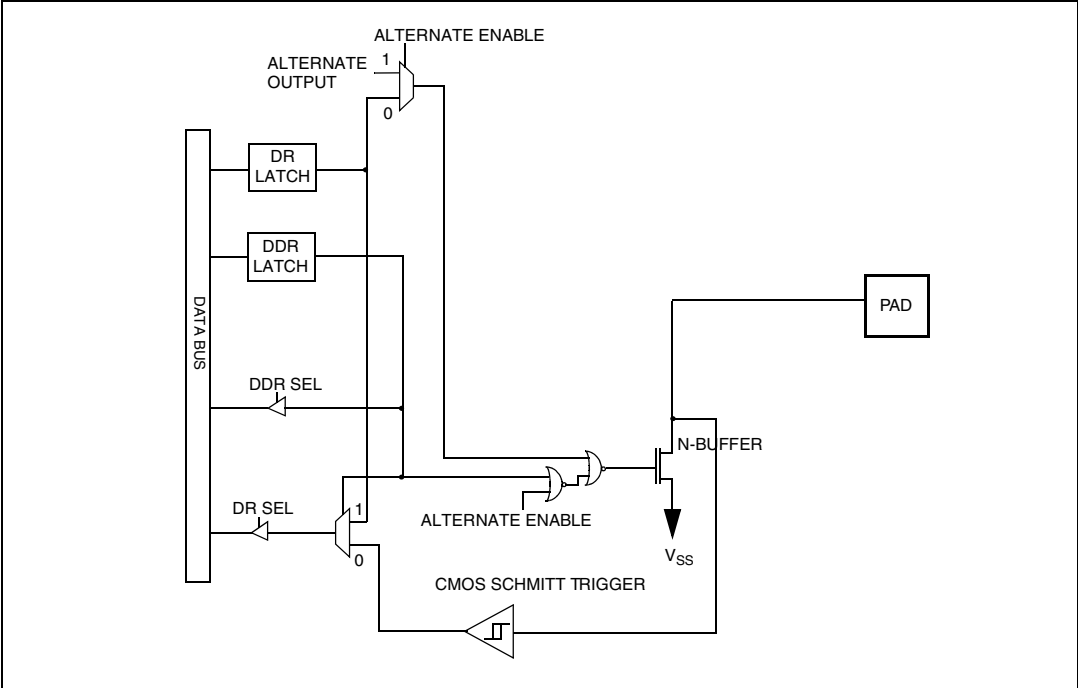 ALTERNATE ENABLE
ALTERNATE
OUTPUT
1
0
DR
LATCH
DDR
LATCH
DATA BUS
PAD
DDR SEL
N-BUFFER
DR SEL
1
0
ALTERNATE ENABLE
VSS
CMOS SCHMITT TRIGGER